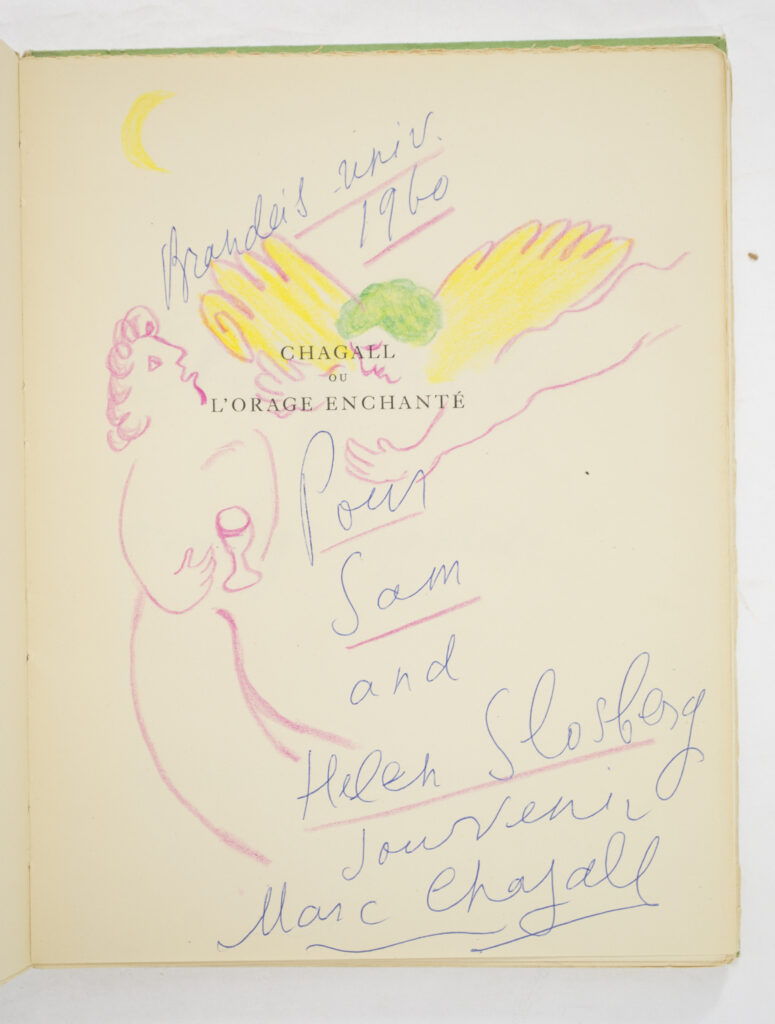 Brandeis univ.
1960
CHAGALL
OU
L'ORAGE ENCHANTÉ
Pour
Sam
and
Helen Slosberg
souvenir
Marc Chagall